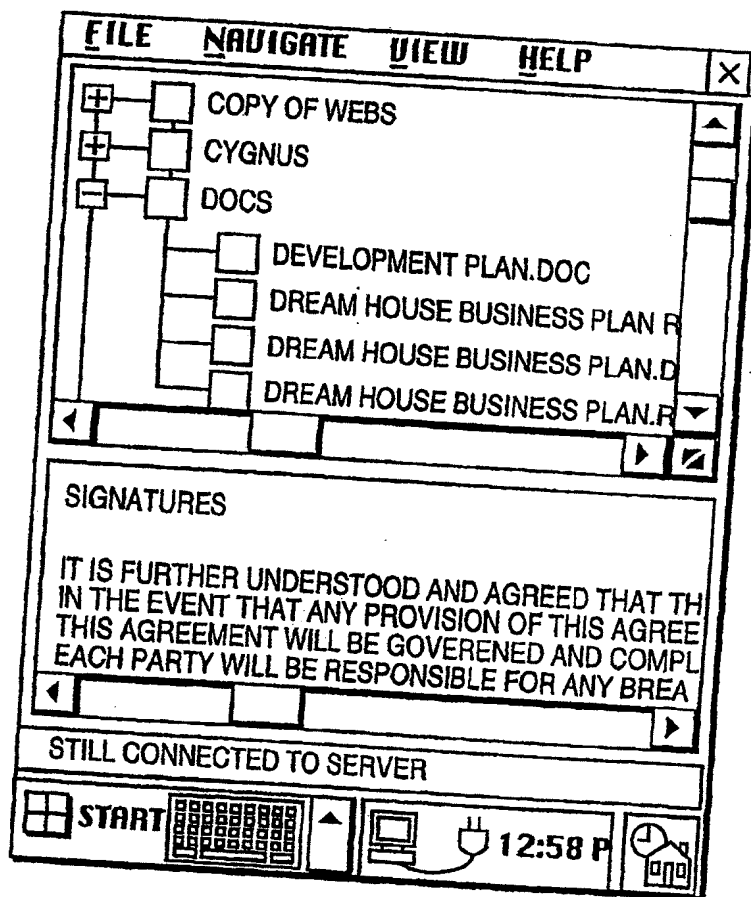 FILE NAVIGATE VIEW HELP
COPY OF WEBS
CYGNUS
DOCS
DEVELOPMENT PLAN.DOC
DREAM HOUSE BUSINESS PLAN R
DREAM HOUSE BUSINESS PLAN.D
DREAM HOUSE BUSINESS PLAN.R
SIGNATURES
IT IS FURTHER UNDERSTOOD AND AGREED THAT TH
IN THE EVENT THAT ANY PROVISION OF THIS AGREE
THIS AGREEMENT WILL BE GOVERENED AND COMPL
EACH PARTY WILL BE RESPONSIBLE FOR ANY BREA
STILL CONNECTED TO SERVER
START 12:58 P